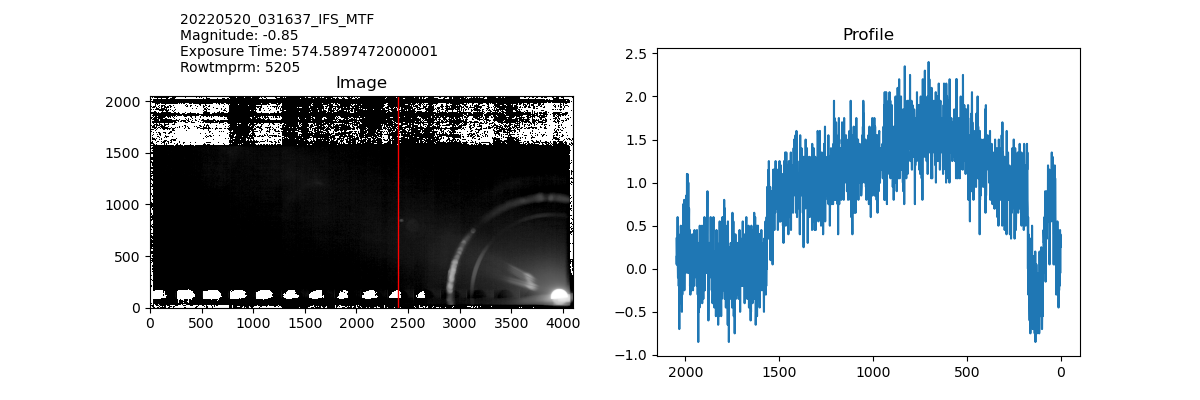 20220520_031637_IFS_MTF
Magnitude: -0.85
Exposure Time: 574.5897472000001
Rowtmprm: 5205
Image
2000
1500
1000
500
0
0 500 1000 1500 2000 2500 3000 3500 4000
Profile
2.5
2.0
1.5
1.0
0.5
0.0
−0.5
−1.0
2000 1500 1000 500 0